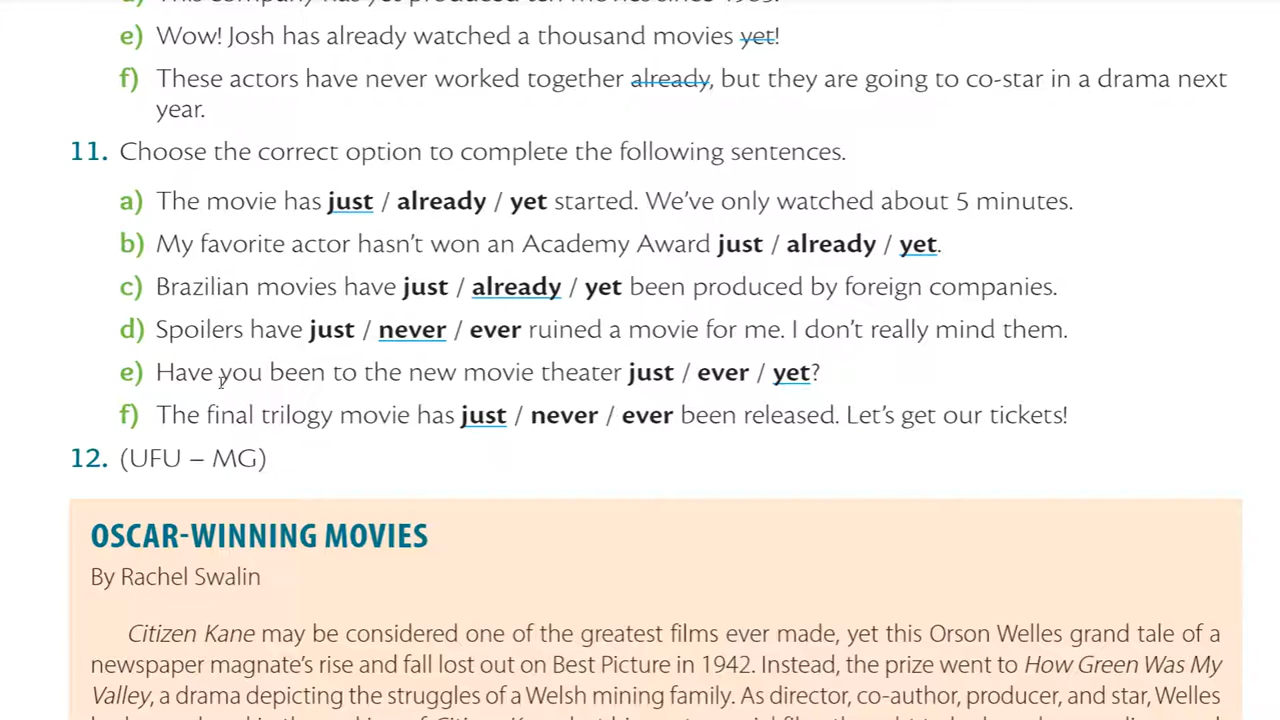 e) Wow! Josh has already watched a thousand movies yet!
f) These actors have never worked together already, but they are going to co-star in a drama next
year.
11. Choose the correct option to complete the following sentences.
a) The movie has just / already / yet started. We've only watched about 5 minutes.
b) My favorite actor hasn't won an Academy Award just / already / yet.
c) Brazilian movies have just / already / yet been produced by foreign companies.
d) Spoilers have just / never / ever ruined a movie for me. I don't really mind them.
e) Have you been to the new movie theater just / ever / yet?
f) The final trilogy movie has just / never / ever been released. Let's get our tickets!
12. (UFU – MG)
OSCAR-WINNING MOVIES
By Rachel Swalin
Citizen Kane may be considered one of the greatest films ever made, yet this Orson Welles grand tale of a
newspaper magnate's rise and fall lost out on Best Picture in 1942. Instead, the prize went to How Green Was My
Valley, a drama depicting the struggles of a Welsh mining family. As director, co-author, producer, and star, Welles